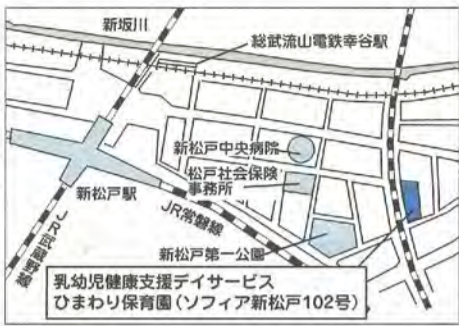 新坂川
総武流山電鉄幸谷駅
新松戸中央病院
松戸社会保険
事務所
新松戸駅
JR常磐線
JR武蔵野線
新松戸第一公園
乳幼児健康支援デイサービス
ひまわり保育園(ソフィア新松戸102号)